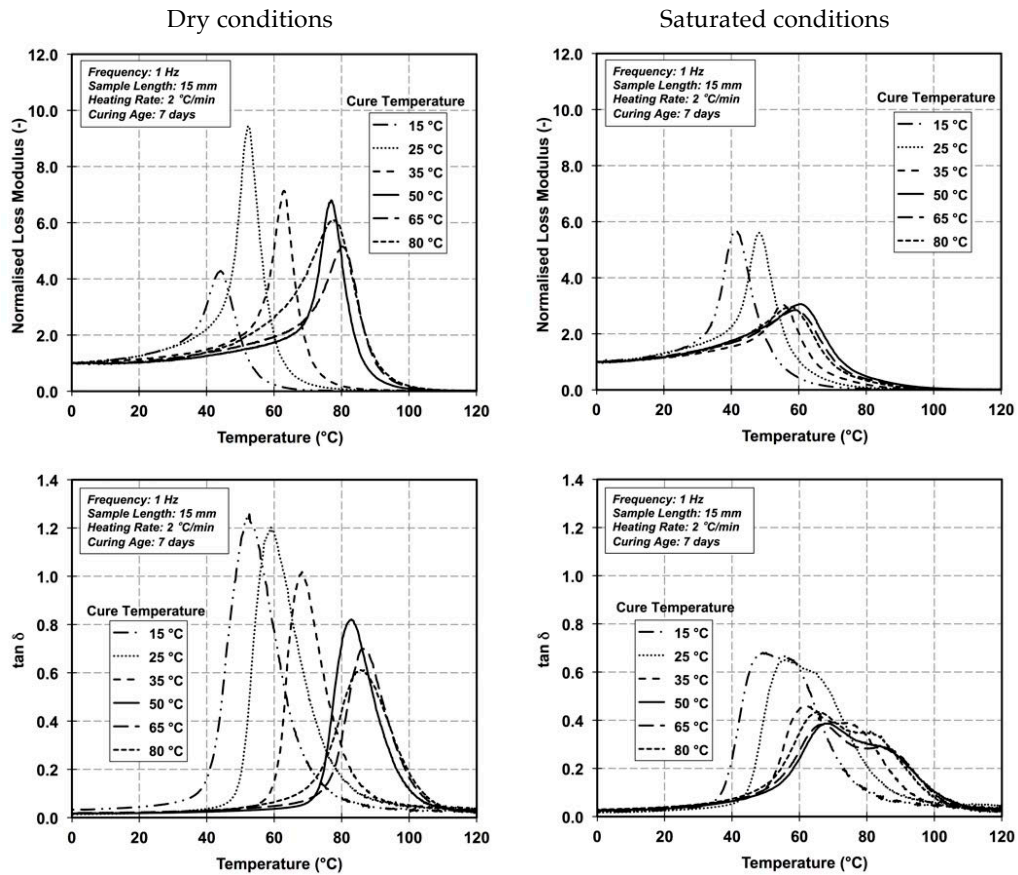 Dry conditions
Saturated conditions
12.0
10.0
8.0
6.0
4.0
2.0
0.0
Normalised Loss Modulus (-)
Frequency: 1 Hz
Sample Length: 15 mm
Heating Rate: 2 °C/min
Curing Age: 7 days
Cure Temperature
15 °C
25 °C
35 °C
50 °C
65 °C
80 °C
0 20 40 60 80 100 120
Temperature (°C)
12.0
10.0
8.0
6.0
4.0
2.0
0.0
Normalised Loss Modulus (-)
Frequency: 1 Hz
Sample Length: 15 mm
Heating Rate: 2 °C/min
Curing Age: 7 days
Cure Temperature
15 °C
25 °C
35 °C
50 °C
65 °C
80 °C
0 20 40 60 80 100 120
Temperature (°C)
1.4
1.2
1.0
0.8
0.6
0.4
0.2
0.0
tan δ
Frequency: 1 Hz
Sample Length: 15 mm
Heating Rate: 2 °C/min
Curing Age: 7 days
Cure Temperature
15 °C
25 °C
35 °C
50 °C
65 °C
80 °C
0 20 40 60 80 100 120
Temperature (°C)
1.4
1.2
1.0
0.8
0.6
0.4
0.2
0.0
tan δ
Frequency: 1 Hz
Sample Length: 15 mm
Heating Rate: 2 °C/min
Curing Age: 7 days
Cure Temperature
15 °C
25 °C
35 °C
50 °C
65 °C
80 °C
0 20 40 60 80 100 120
Temperature (°C)